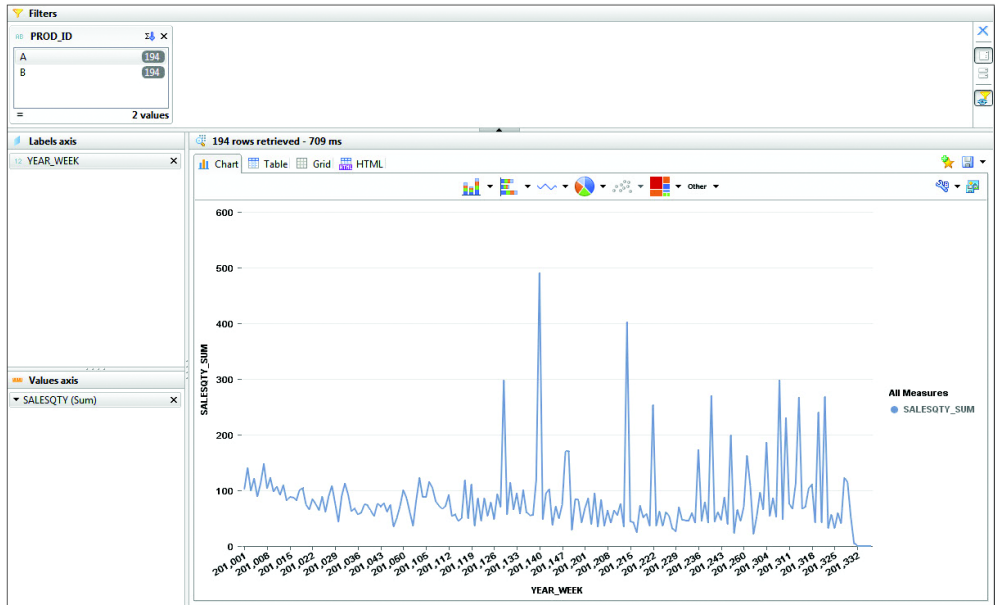 Filters
PROD_ID
A 194
B 194
= 2 values
Labels axis
12 YEAR_WEEK
Values axis
SALESQTY (Sum)
194 rows retrieved - 709 ms
Chart Table Grid HTML
Other
600
500
400
300
200
100
0
SALESQTY_SUM
201,001 201,008 201,015 201,022 201,029 201,036 201,043 201,050 201,105 201,112 201,119 201,126 201,133 201,140 201,147 201,201 201,208 201,215 201,222 201,229 201,236 201,243 201,250 201,304 201,311 201,318 201,325 201,332
YEAR_WEEK
All Measures
SALESQTY_SUM